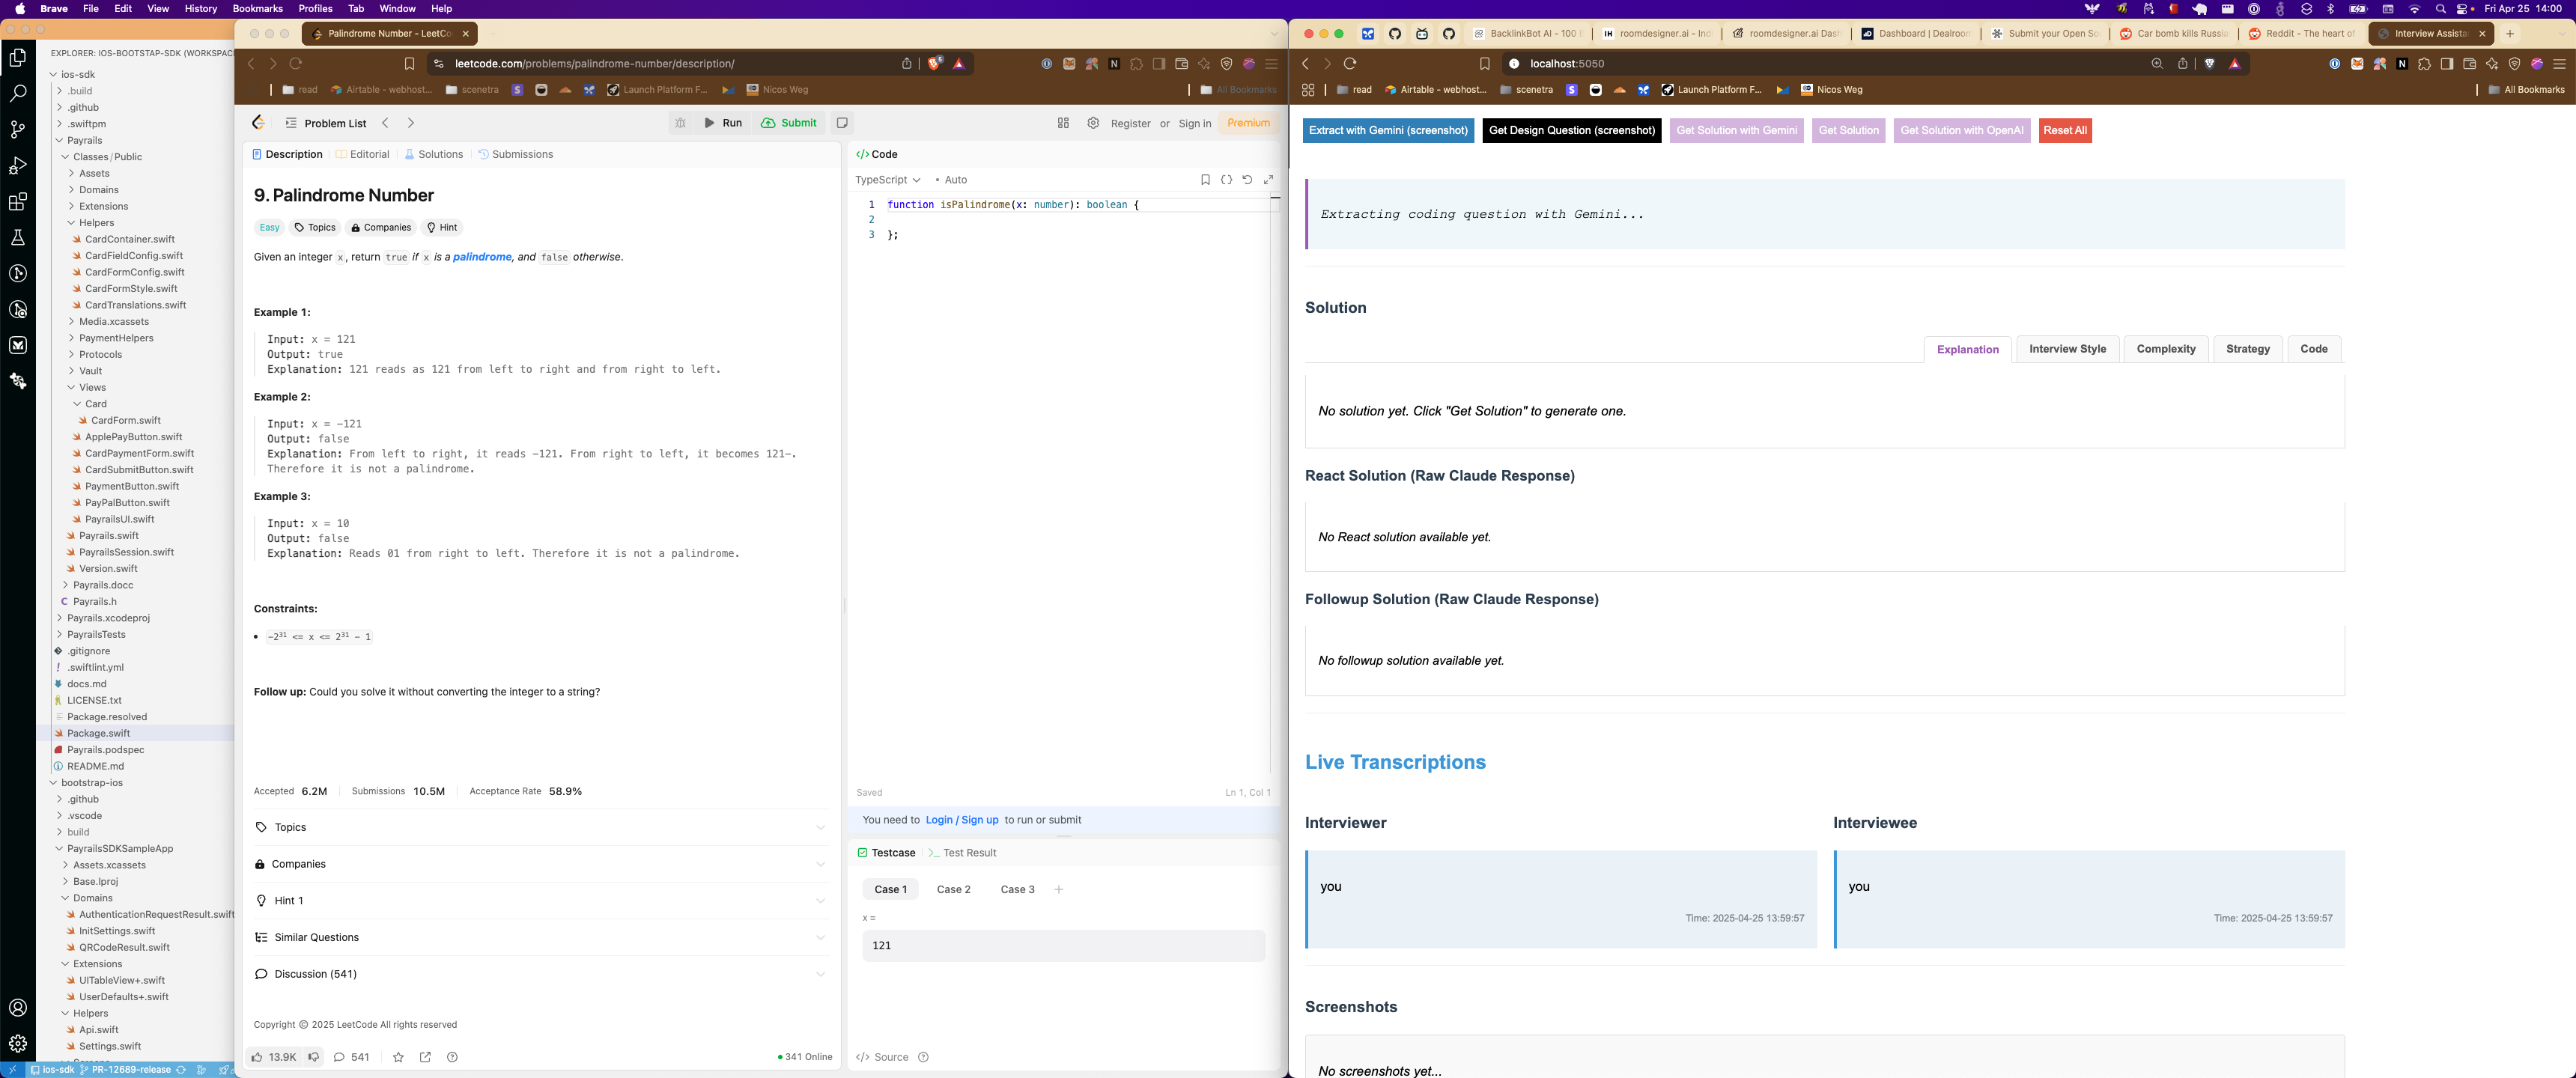 Brave File Edit View History Bookmarks Profiles Tab Window Help
Fri Apr 25 14:00
EXPLORER: IOS-BOOTSTAP-SDK (WORKSPAC
ios-sdk
.build
.github
.swiftpm
Payrails
Classes/Public
Assets
Domains
Extensions
Helpers
CardContainer.swift
CardFieldConfig.swift
CardFormConfig.swift
CardFormStyle.swift
CardTranslations.swift
Media.xcassets
PaymentHelpers
Protocols
Vault
Views
Card
CardForm.swift
ApplePayButton.swift
CardPaymentForm.swift
CardSubmitButton.swift
PaymentButton.swift
PayPalButton.swift
PayrailsUI.swift
Payrails.swift
PayrailsSession.swift
Version.swift
Payrails.docc
Payrails.h
Payrails.xcodeproj
PayrailsTests
.gitignore
.swiftlint.yml
docs.md
LICENSE.txt
Package.resolved
Package.swift
Payrails.podspec
README.md
bootstrap-ios
.github
.vscode
build
PayrailsSDKSampleApp
Assets.xcassets
Base.lproj
Domains
AuthenticationRequestResult.swift
InitSettings.swift
QRCodeResult.swift
Extensions
UITableView+.swift
UserDefaults+.swift
Helpers
Api.swift
Settings.swift
ios-sdk PR-12689-release
Palindrome Number - LeetCo
leetcode.com/problems/palindrome-number/description/
read Airtable - webhost... scenetra Launch Platform F... Nicos Weg All Bookmarks
Problem List Run Submit Register or Sign in Premium
Description Editorial Solutions Submissions
9. Palindrome Number
Easy Topics Companies Hint
Given an integer x, return true if x is a palindrome, and false otherwise.
Example 1:
Input: x = 121
Output: true
Explanation: 121 reads as 121 from left to right and from right to left.
Example 2:
Input: x = -121
Output: false
Explanation: From left to right, it reads -121. From right to left, it becomes 121-.
Therefore it is not a palindrome.
Example 3:
Input: x = 10
Output: false
Explanation: Reads 01 from right to left. Therefore it is not a palindrome.
Constraints:
• -2³¹ <= x <= 2³¹ - 1
Follow up: Could you solve it without converting the integer to a string?
Accepted 6.2M Submissions 10.5M Acceptance Rate 58.9%
Topics
Companies
Hint 1
Similar Questions
Discussion (541)
Copyright © 2025 LeetCode All rights reserved
13.9K 541 341 Online
</> Code
TypeScript • Auto
1 function isPalindrome(x: number): boolean {
2
3 };
Saved Ln 1, Col 1
You need to Login / Sign up to run or submit
Testcase >_ Test Result
Case 1 Case 2 Case 3 +
x =
121
</> Source
BacklinkBot AI - 100 roomdesigner.ai - Ind roomdesigner.ai Dash Dashboard | Dealroom Submit your Open So Car bomb kills Russia Reddit - The heart of Interview Assista
localhost:5050
read Airtable - webhost... scenetra Launch Platform F... Nicos Weg All Bookmarks
Extract with Gemini (screenshot) Get Design Question (screenshot) Get Solution with Gemini Get Solution Get Solution with OpenAI Reset All
Extracting coding question with Gemini...
Solution
Explanation Interview Style Complexity Strategy Code
No solution yet. Click "Get Solution" to generate one.
React Solution (Raw Claude Response)
No React solution available yet.
Followup Solution (Raw Claude Response)
No followup solution available yet.
Live Transcriptions
Interviewer Interviewee
you you
Time: 2025-04-25 13:59:57 Time: 2025-04-25 13:59:57
Screenshots
No screenshots yet...